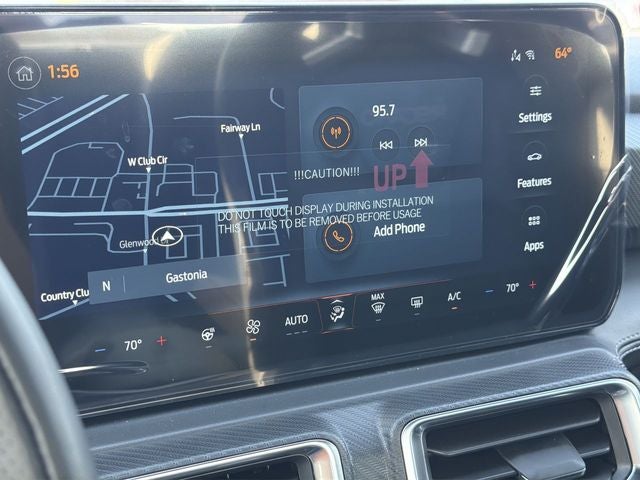 1:56
64°
Fairway Ln
95.7
Settings
W Club Cir
!!!CAUTION!!!
UP
Features
DO NOT TOUCH DISPLAY DURING INSTALLATION
THIS FILM IS TO BE REMOVED BEFORE USAGE
Glenwood
Add Phone
Apps
N Gastonia
Country Clu
- 70° +
AUTO
MAX
A/C
- 70° +